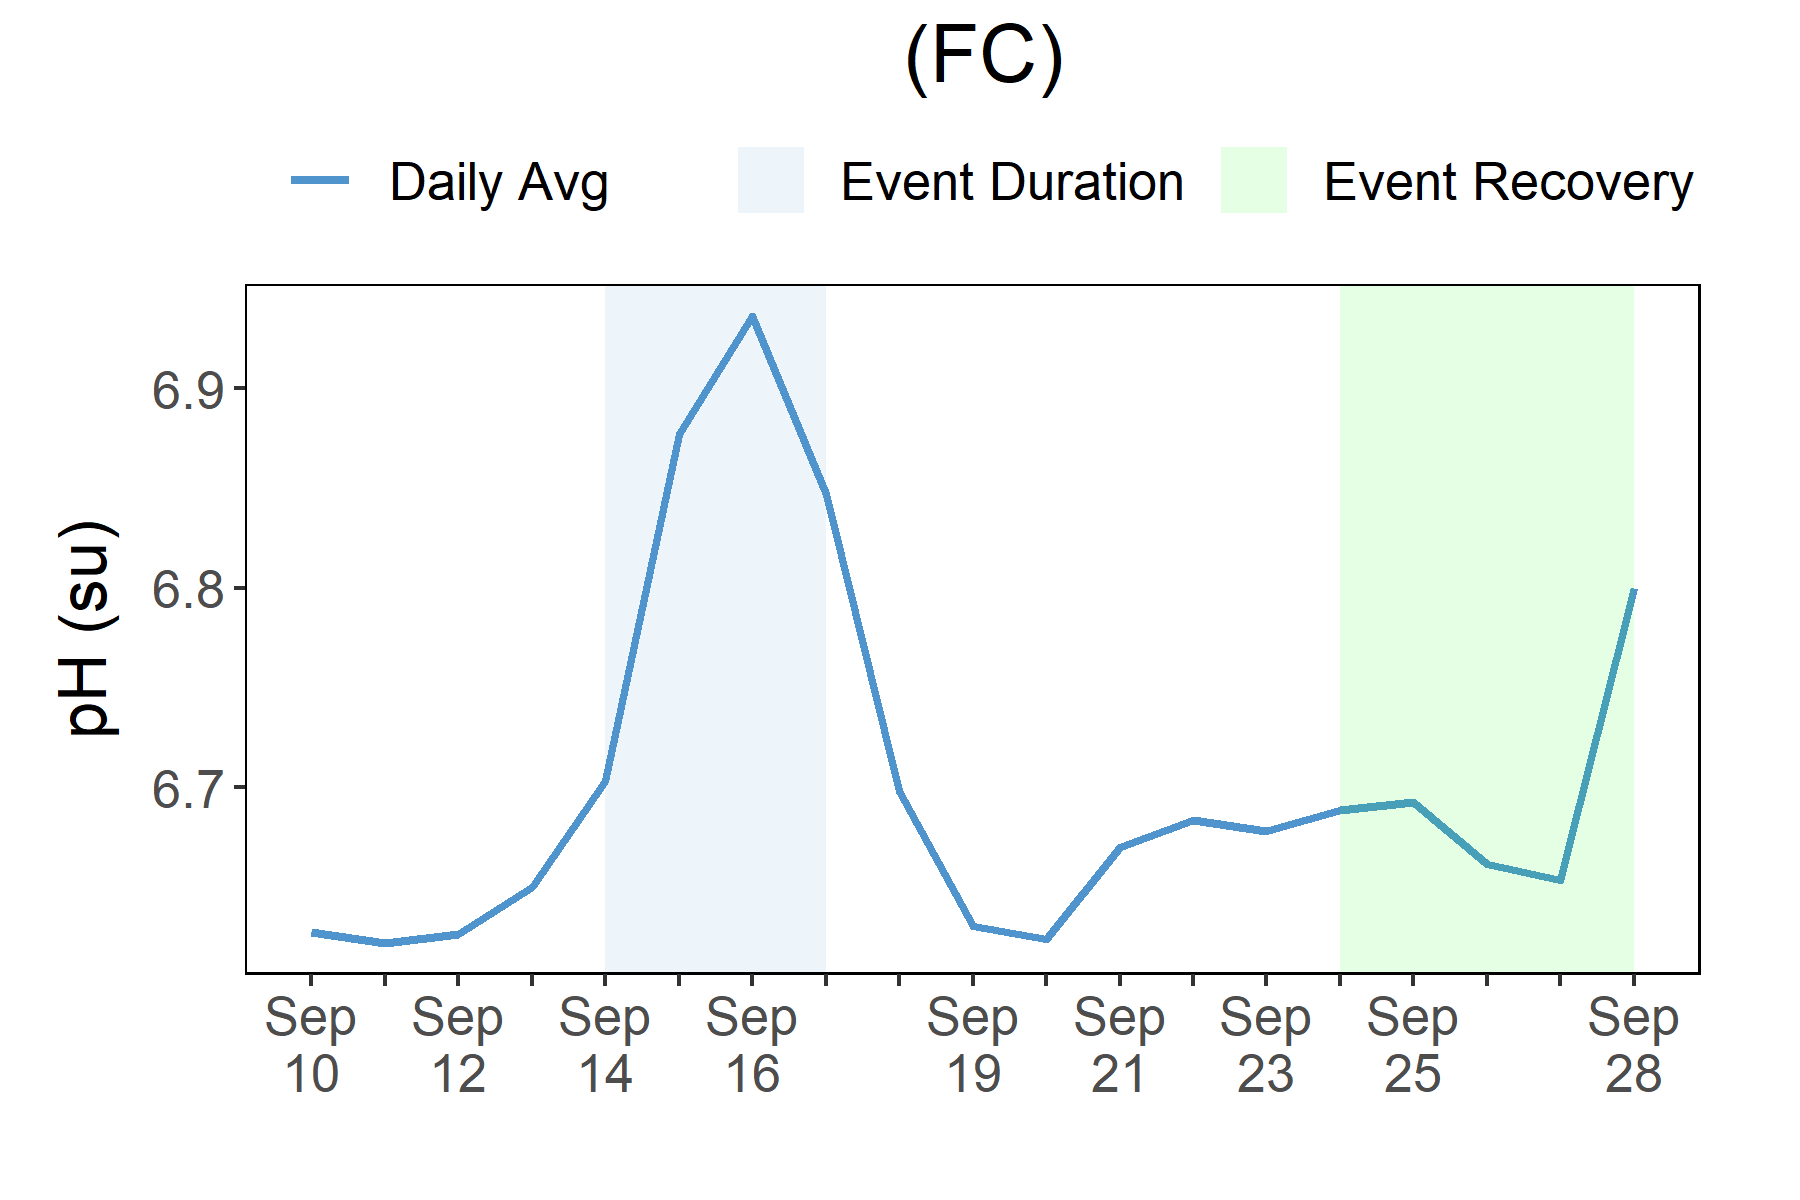 (FC)
Daily Avg
Event Duration
Event Recovery
pH (su)
6.9
6.8
6.7
Sep 10
Sep 12
Sep 14
Sep 16
Sep 19
Sep 21
Sep 23
Sep 25
Sep 28